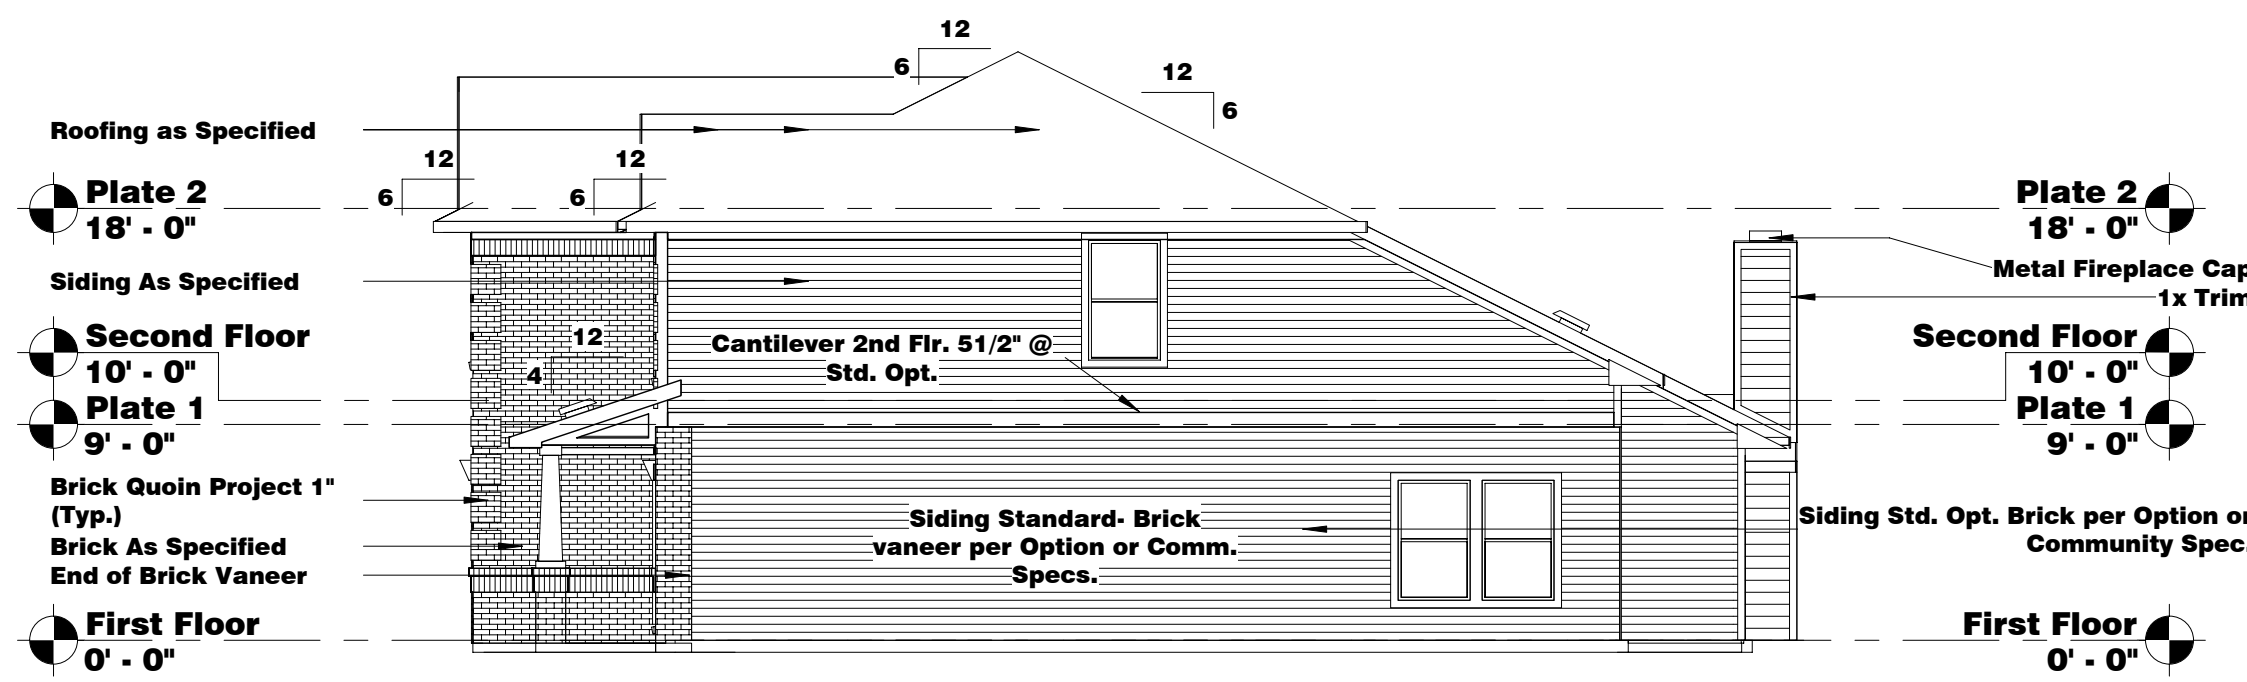 12
6
12
6
Roofing as Specified
12
12
6
6
Plate 2
18' - 0"
Plate 2
18' - 0"
Metal Fireplace Cap
1x Trim
Siding As Specified
Second Floor
10' - 0"
Plate 1
9' - 0"
12
4
Cantilever 2nd Flr. 51/2" @
Std. Opt.
Second Floor
10' - 0"
Plate 1
9' - 0"
Brick Quoin Project 1"
(Typ.)
Brick As Specified
End of Brick Vaneer
Siding Standard- Brick
vaneer per Option or Comm.
Specs.
Siding Std. Opt. Brick per Option or
Community Spec.
First Floor
0' - 0"
First Floor
0' - 0"